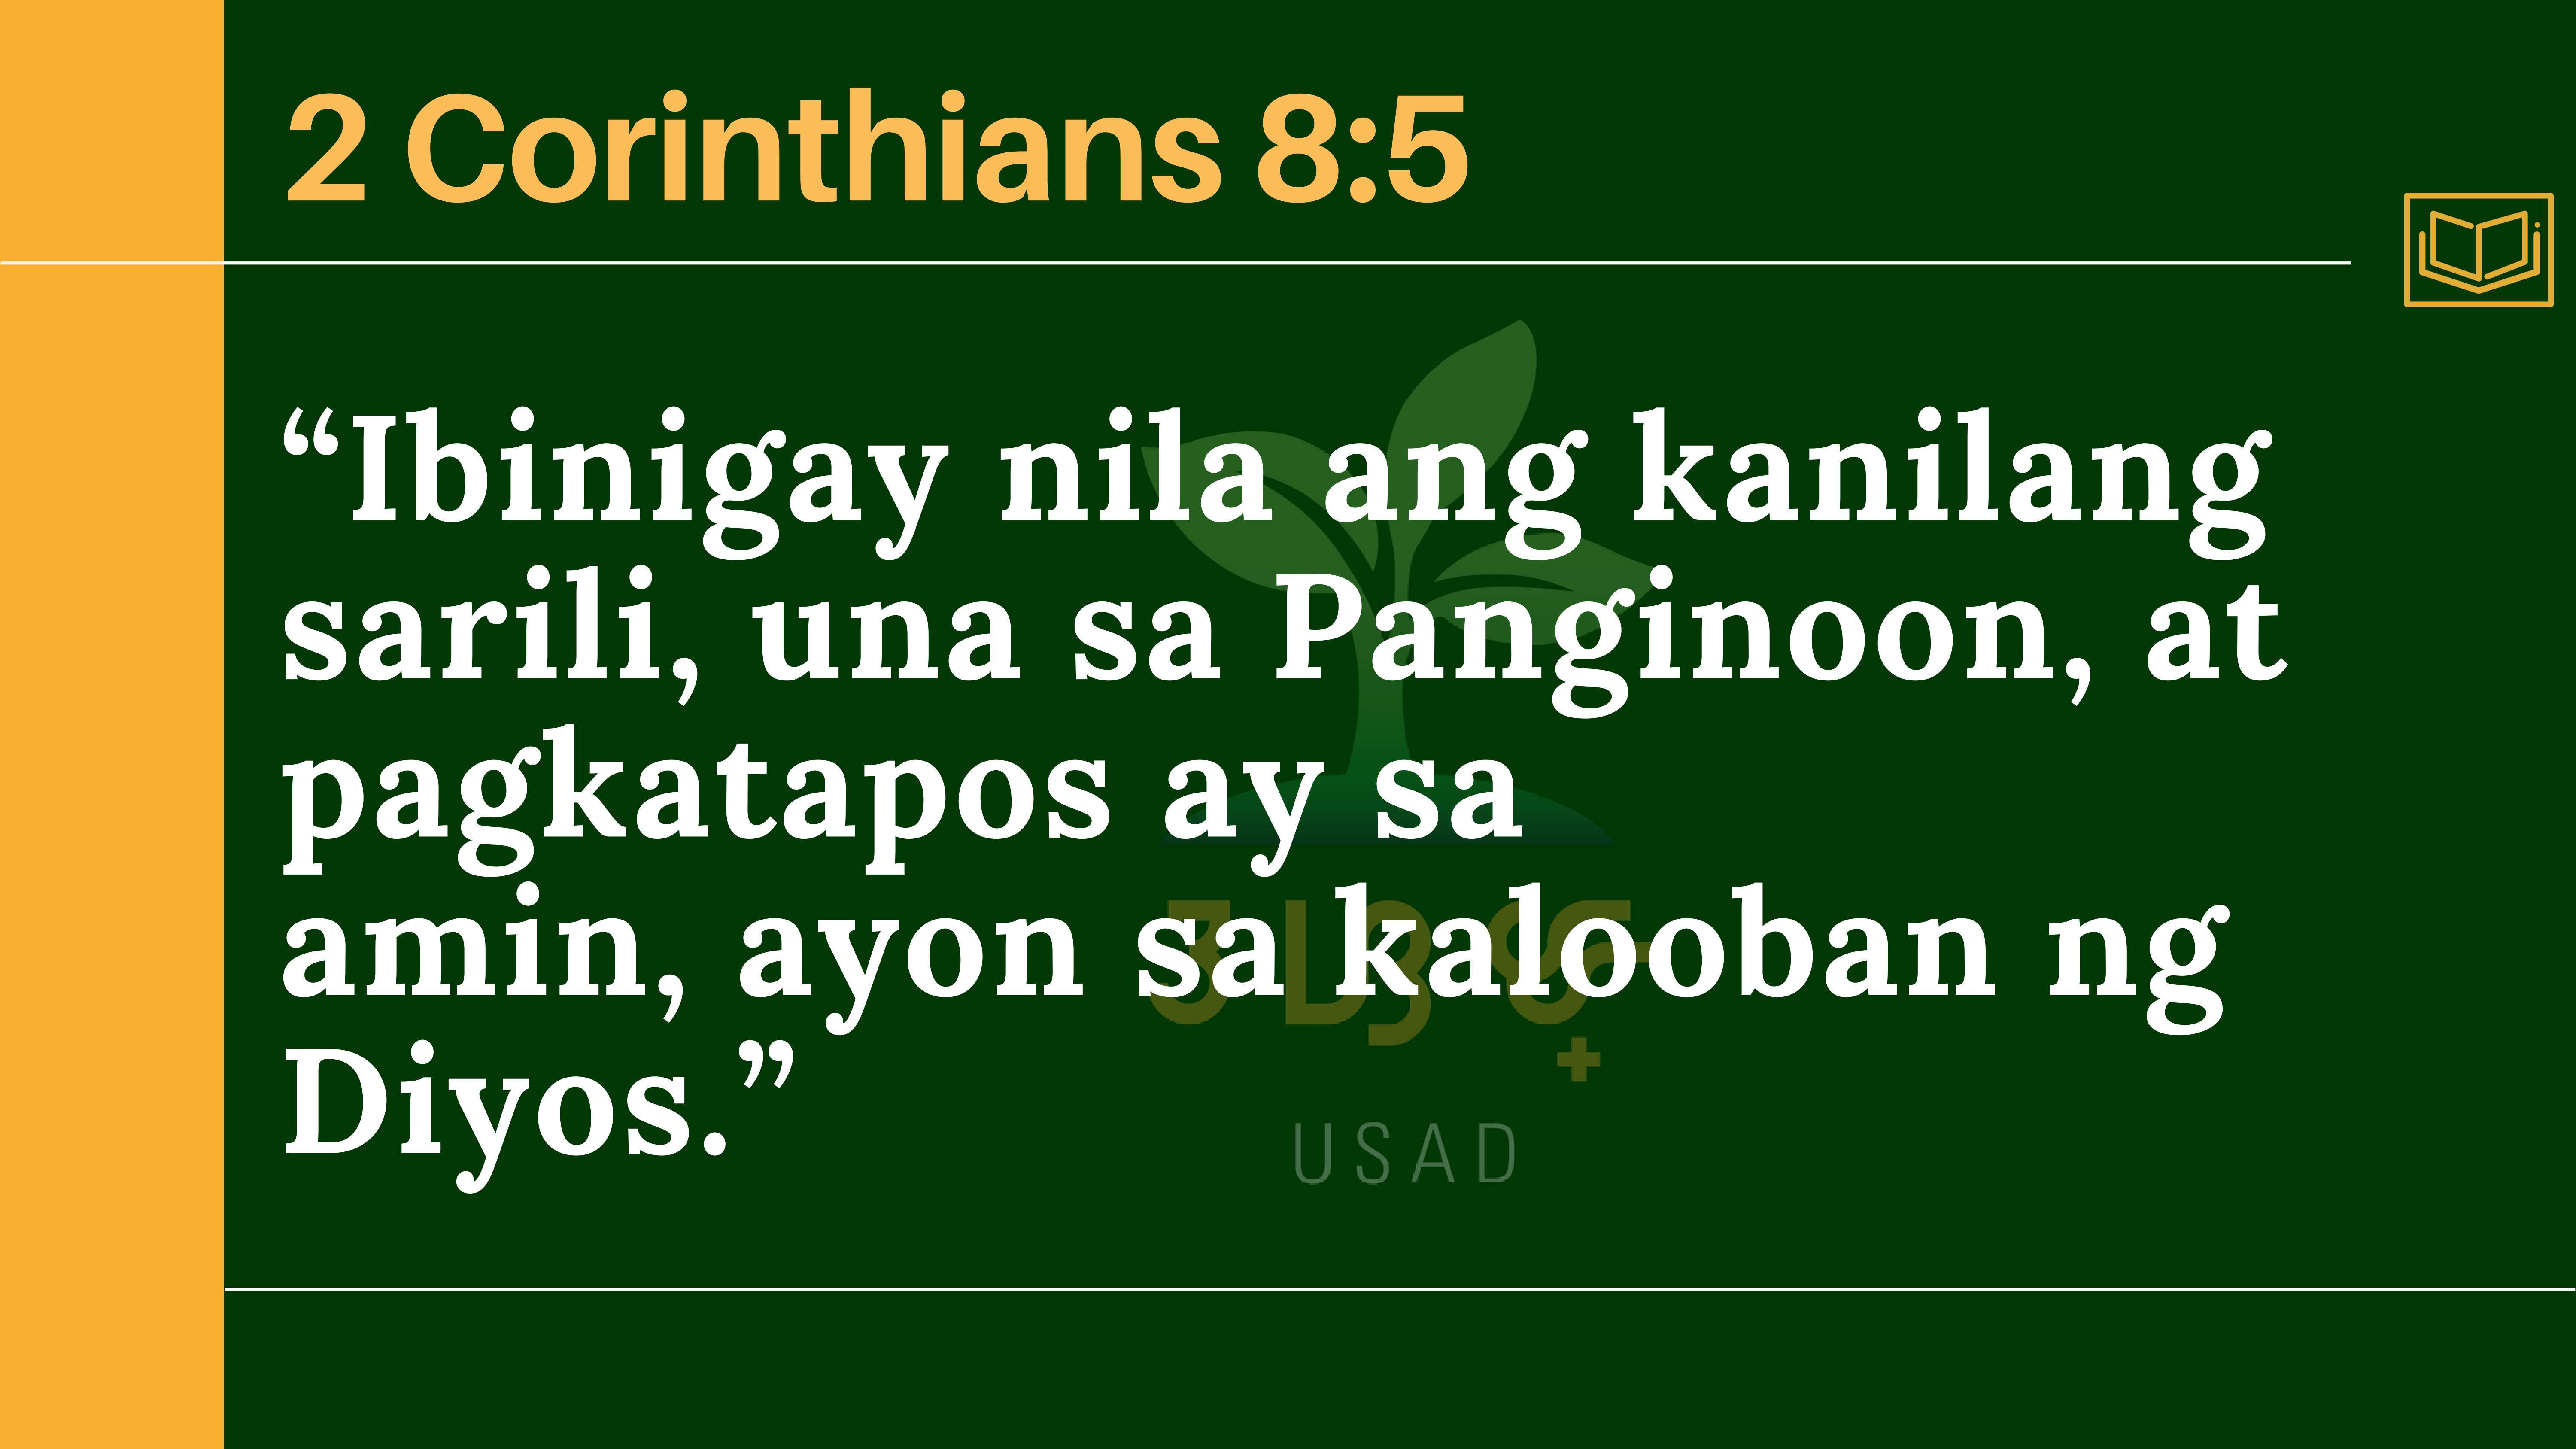 2 Corinthians 8:5
“Ibinigay nila ang kanilang
sarili, una sa Panginoon, at
pagkatapos ay sa
amin, ayon sa kalooban ng
Diyos.”
USAD